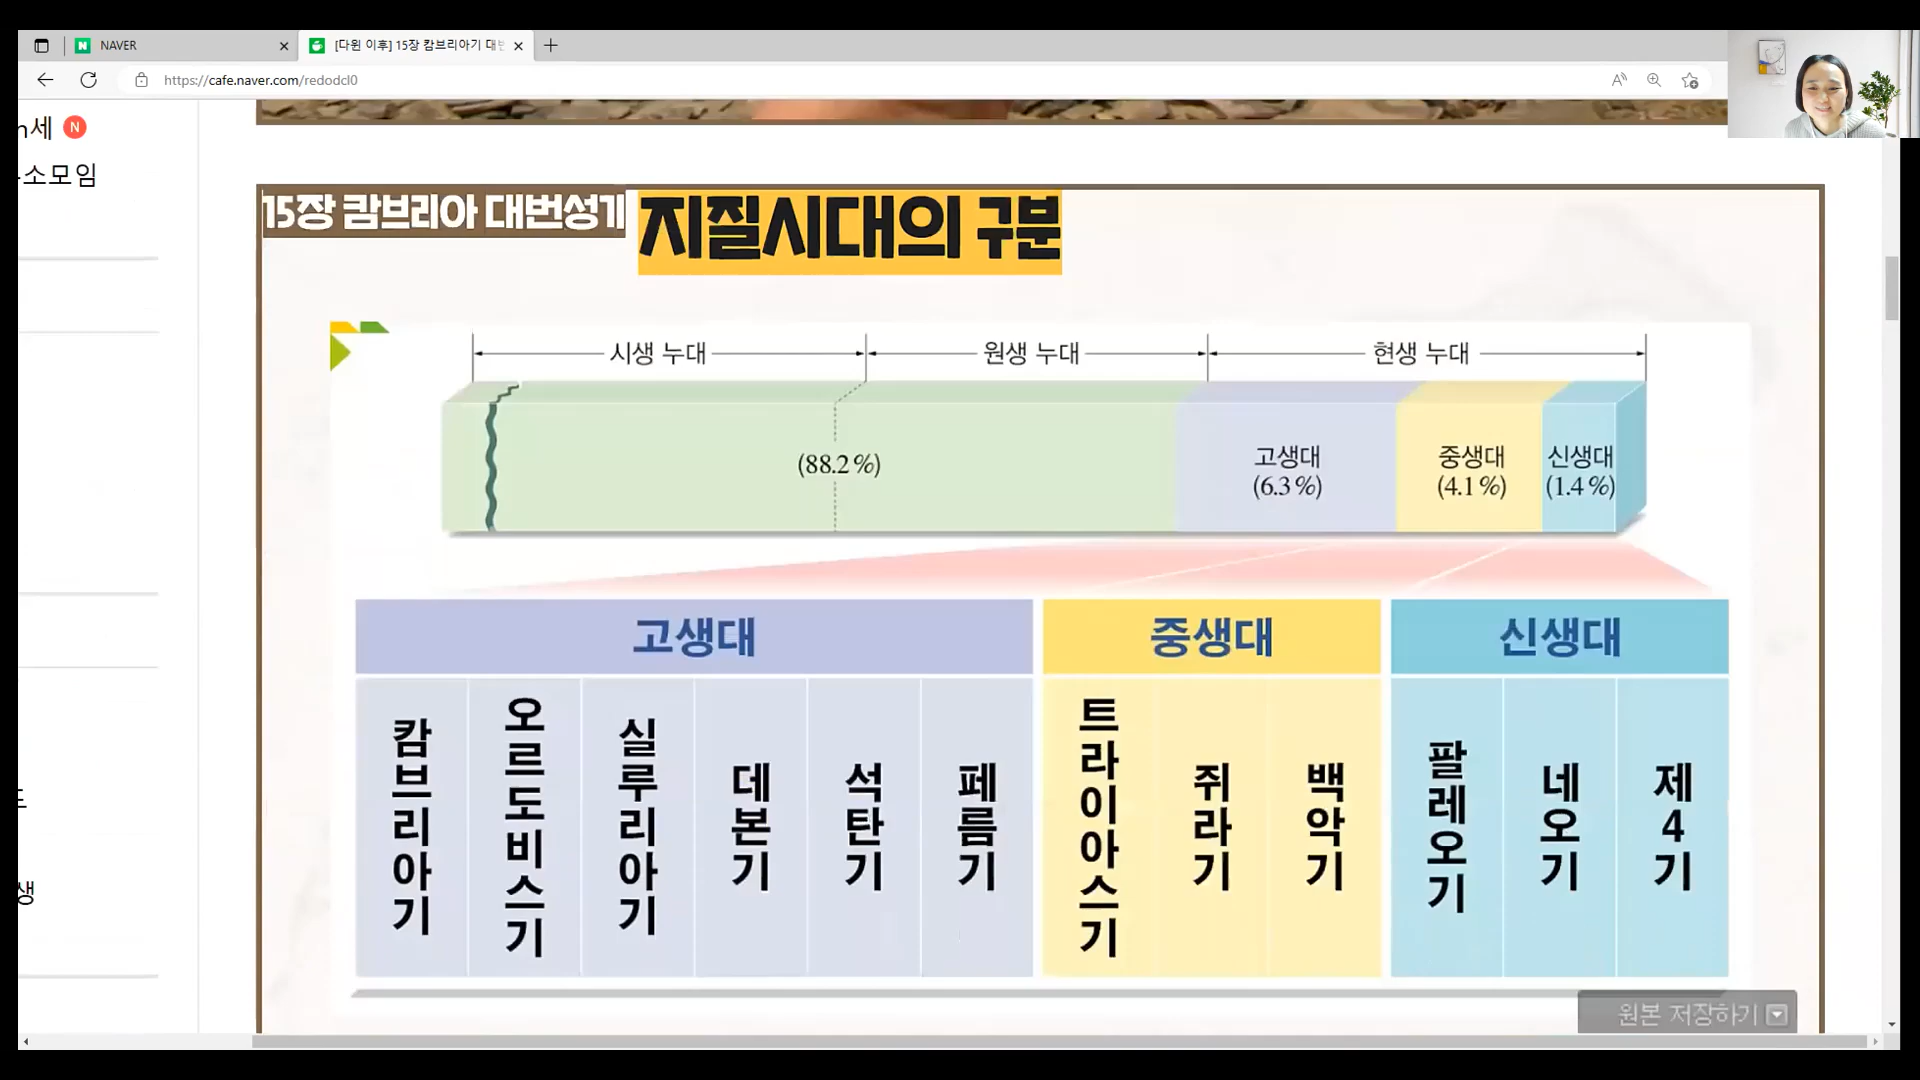 NAVER
[다윈 이후] 15장 캄브리아기 대번
https://cafe.naver.com/redodcl0
세 N
소모임
15장 캄브리아 대번성기
지질시대의 구분
시생 누대 원생 누대 현생 누대
(88.2 %)
고생대
(6.3 %)
중생대
(4.1 %)
신생대
(1.4 %)
고생대 중생대 신생대
캄브리아기
오르도비스기
실루리아기
데본기
석탄기
페름기
트라이아스기
쥐라기
백악기
팔레오기
네오기
제4기
생
원본 저장하기